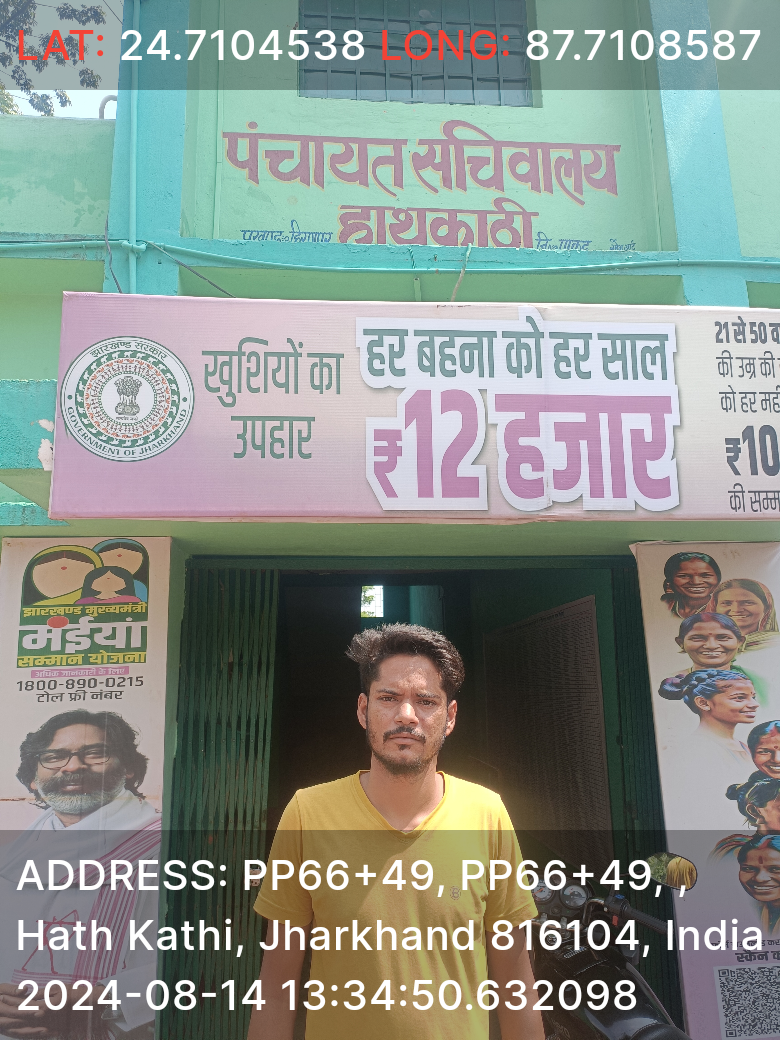 LAT: 24.7104538 LONG: 87.7108587
पंचायत सचिवालय
हाथकाठी
झारखण्ड सरकार
GOVERNMENT OF JHARKHAND
खुशियों का
उपहार
हर बहना को हर साल
₹12 हजार
21 से 50 व
की उम्र की
को हर मही
₹10
की सम्म
झारखण्ड मुख्यमंत्री
मंईयां
सम्मान योजना
अधिक जानकारी के लिए
1800-890-0215
टोल फ्री नंबर
स्कैन क
ADDRESS: PP66+49, PP66+49, ,
Hath Kathi, Jharkhand 816104, India
2024-08-14 13:34:50.632098